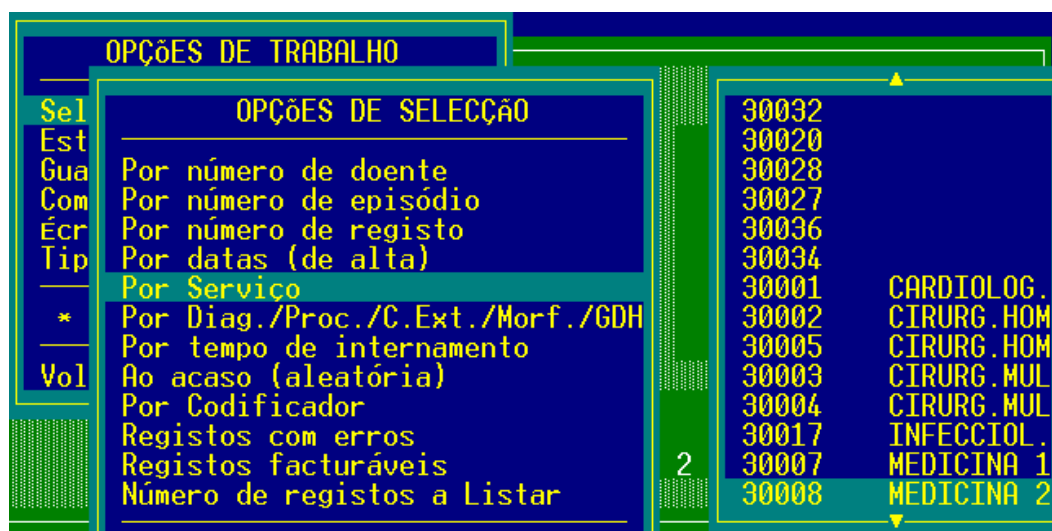 OPÇõES DE TRABALHO
Sel
Est
Gua
Com
Écr
Tip
*
Vol
OPÇõES DE SELECÇÃO
Por número de doente
Por número de episódio
Por número de registo
Por datas (de alta)
Por Serviço
Por Diag./Proc./C.Ext./Morf./GDH
Por tempo de internamento
Ao acaso (aleatória)
Por Codificador
Registos com erros
Registos facturáveis
Número de registos a Listar
2
30032
30020
30028
30027
30036
30034
30001 CARDIOLOG.
30002 CIRURG.HOM
30005 CIRURG.HOM
30003 CIRURG.MUL
30004 CIRURG.MUL
30017 INFECCIOL.
30007 MEDICINA 1
30008 MEDICINA 2